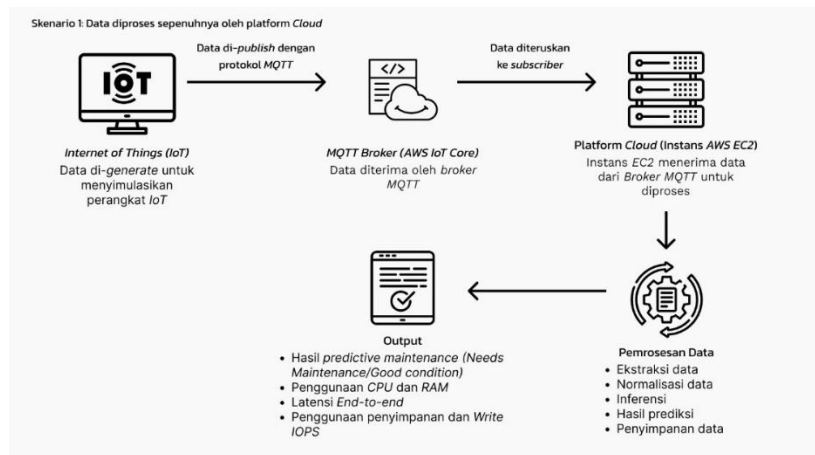 Skenario 1: Data diproses sepenuhnya oleh platform Cloud
Data di-publish dengan
protokol MQTT
Data diteruskan
ke subscriber
IOT
</>
Internet of Things (IoT)
Data di-generate untuk
menyimulasikan
perangkat IoT
MQTT Broker (AWS IoT Core)
Data diterima oleh broker
MQTT
Platform Cloud (Instans AWS EC2)
Instans EC2 menerima data
dari Broker MQTT untuk
diproses
Output
• Hasil predictive maintenance (Needs
Maintenance/Good condition)
• Penggunaan CPU dan RAM
• Latensi End-to-end
• Penggunaan penyimpanan dan Write
IOPS
Pemrosesan Data
• Ekstraksi data
• Normalisasi data
• Inferensi
• Hasil prediksi
• Penyimpanan data